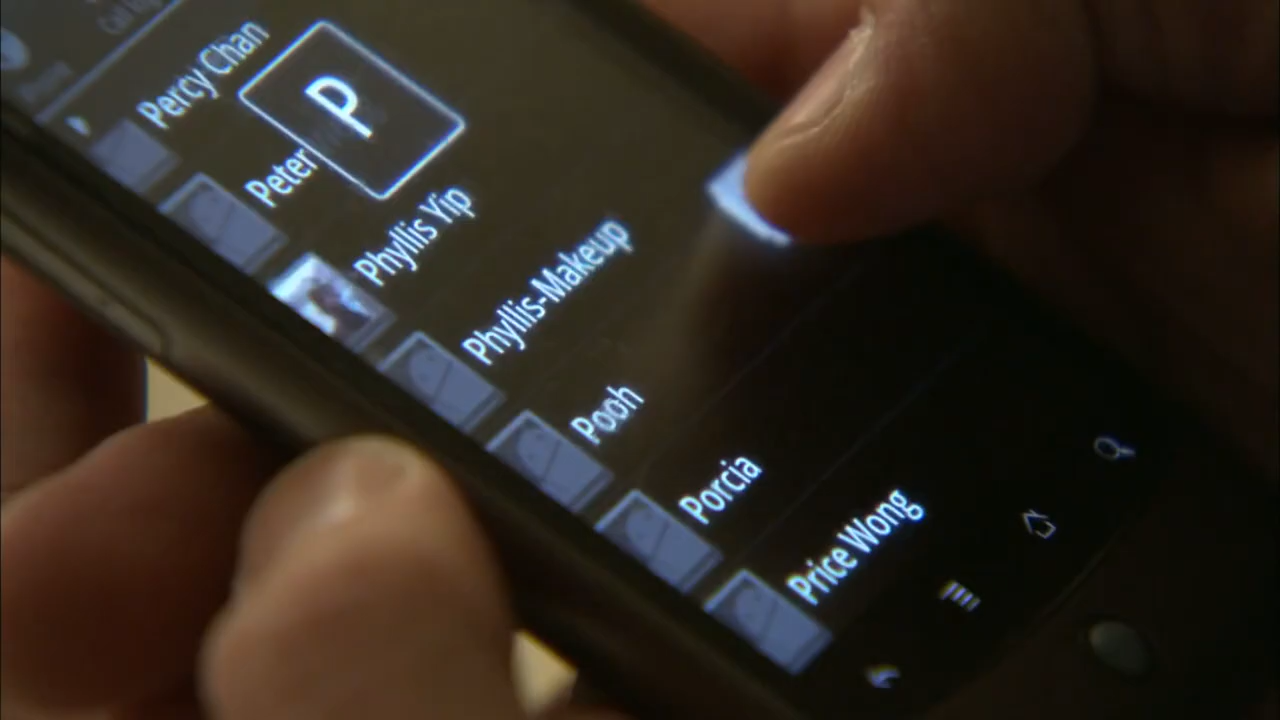 Percy Chan
P
Peter
Phyllis Yip
Phyllis-Makeup
Pooh
Porcia
Price Wong